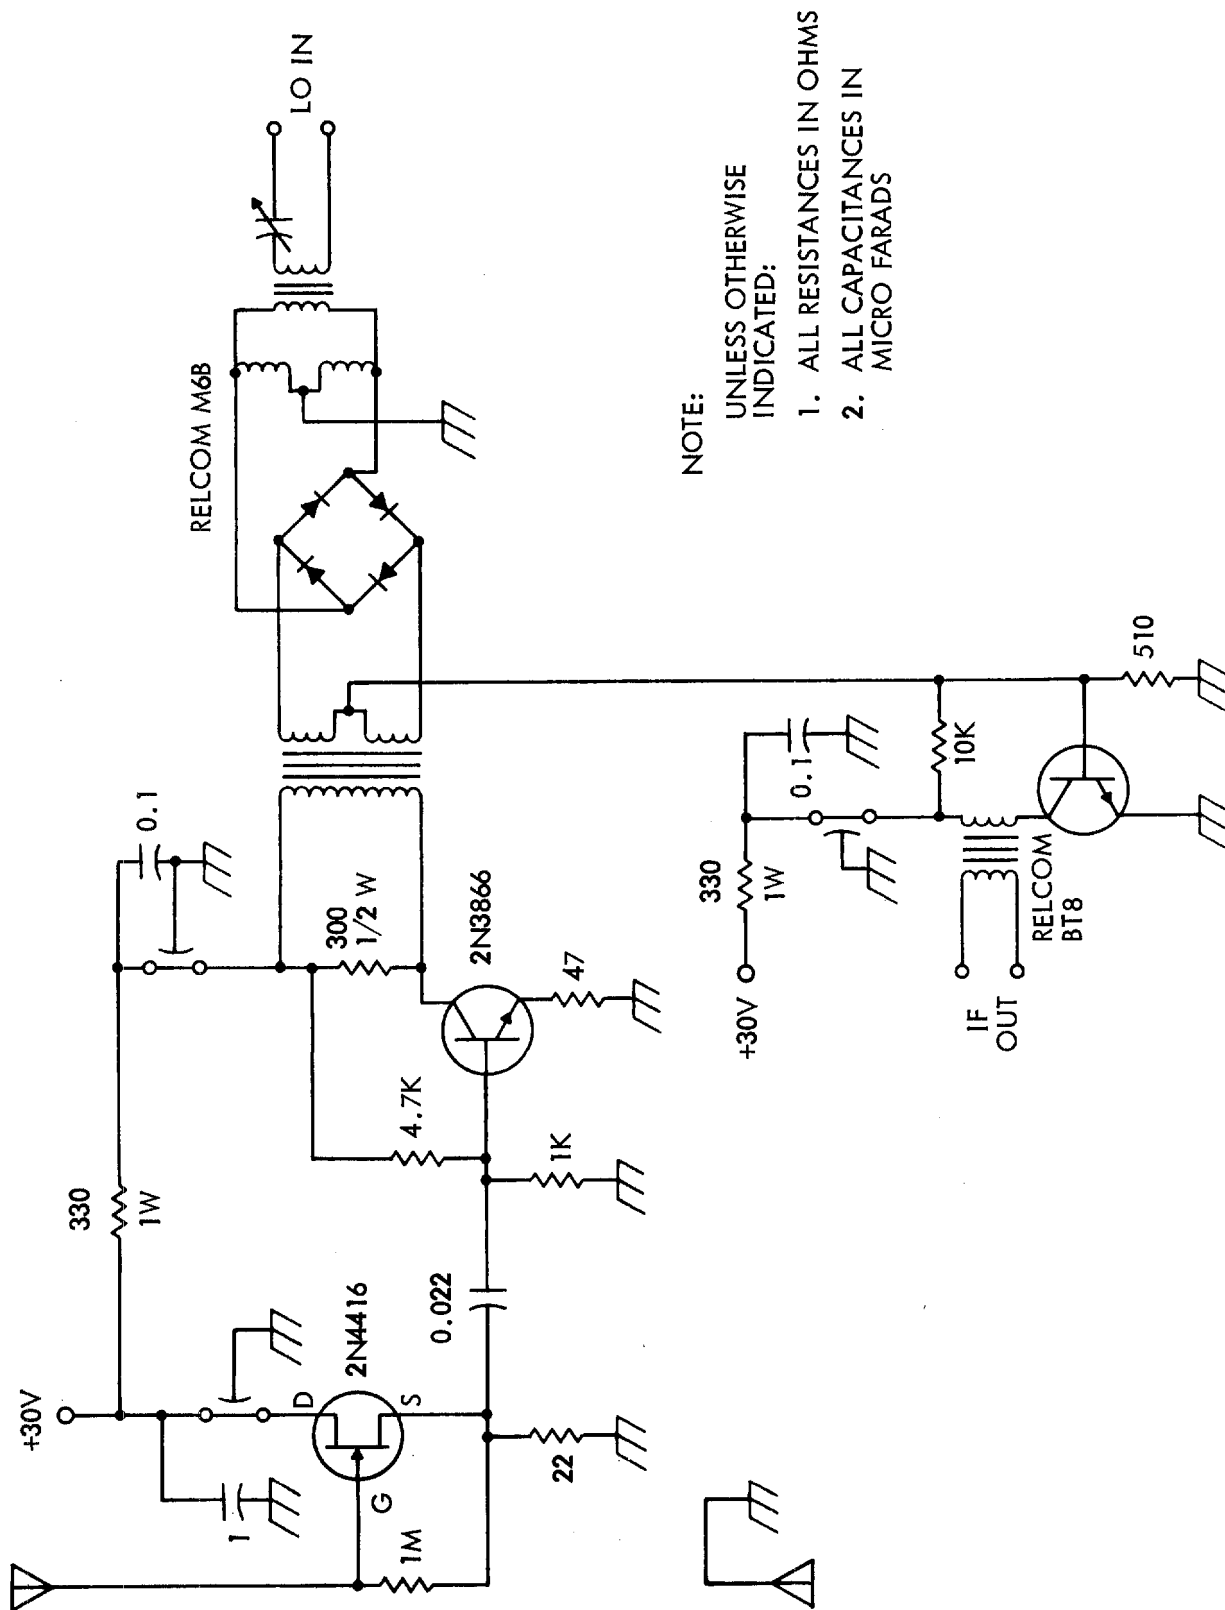 +30V
330
1W
0.1
1
D
2N4416
G
S
1M
22
0.022
4.7K
1K
300
1/2 W
2N3866
47
RELCOM M6B
LO IN
+30V
330
1W
0.1
10K
510
IF
OUT
RELCOM
BT8
NOTE:
UNLESS OTHERWISE
INDICATED:
1. ALL RESISTANCES IN OHMS
2. ALL CAPACITANCES IN
MICRO FARADS